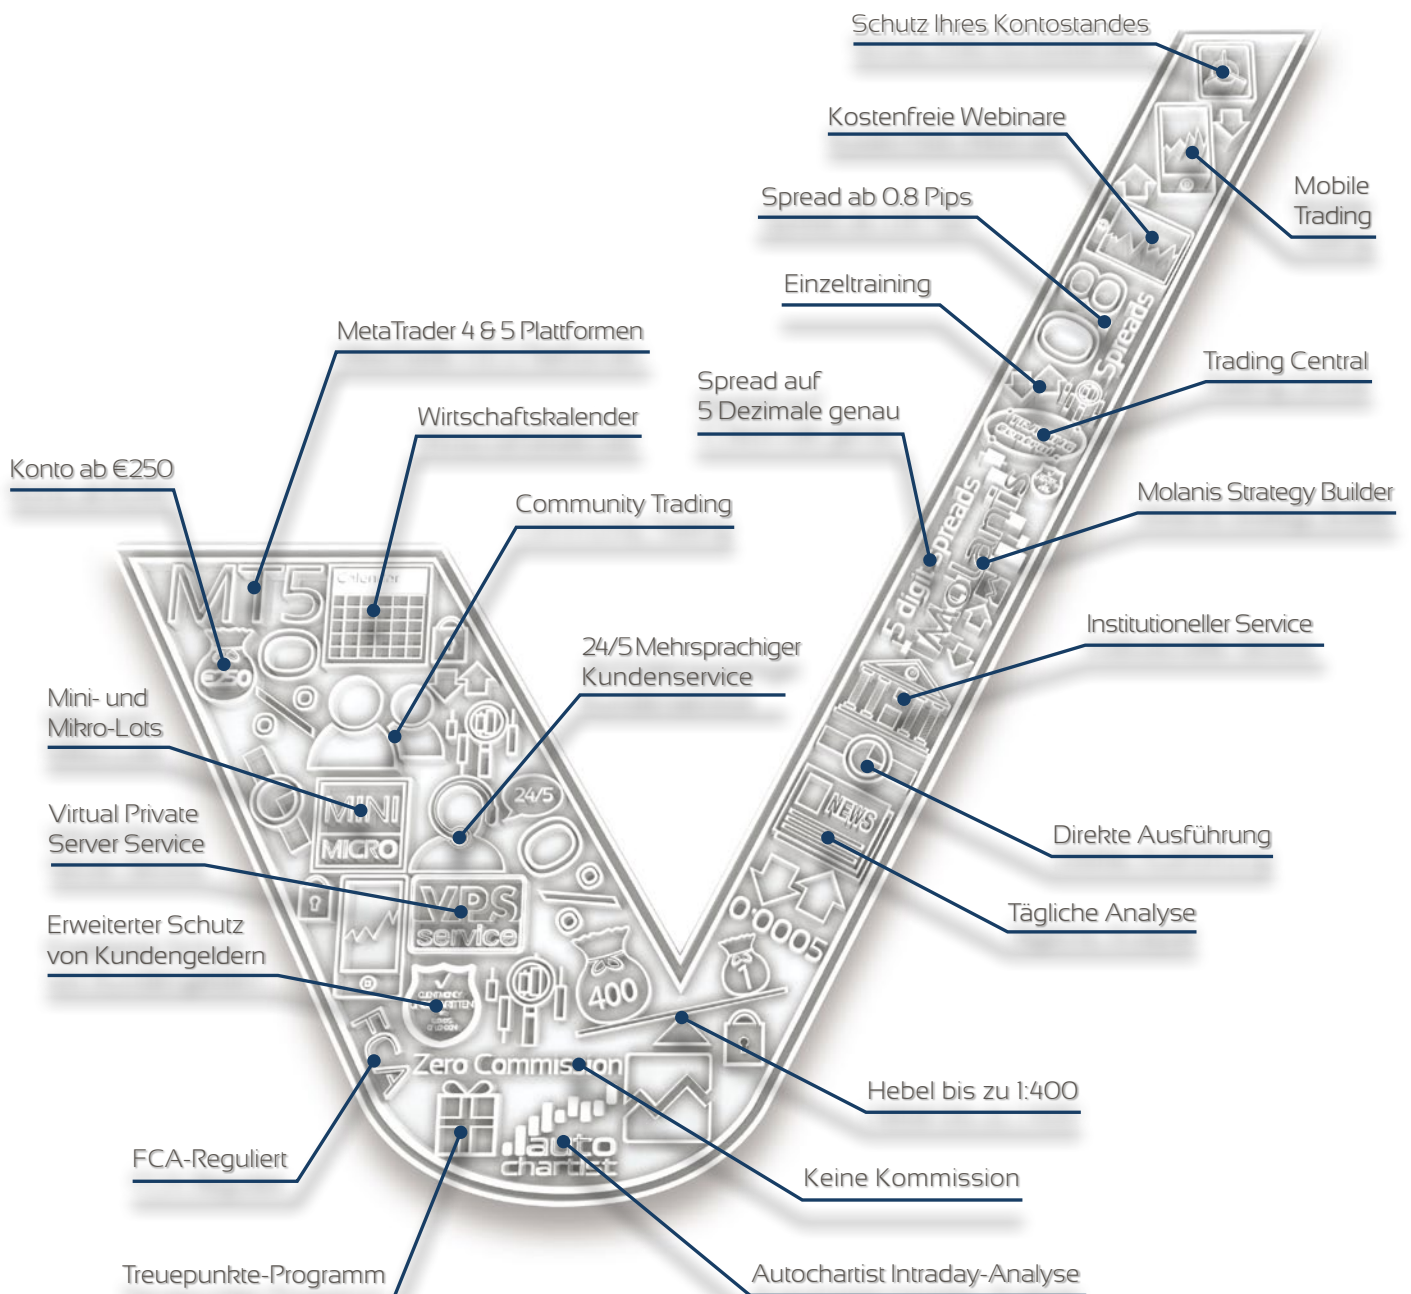 Schutz Ihres Kontostandes
Kostenfreie Webinare
Mobile
Trading
Spread ab 0.8 Pips
Einzeltraining
MetaTrader 4 & 5 Plattformen
Trading Central
Spread auf
5 Dezimale genau
Wirtschaftskalender
Konto ab €250
Community Trading
Molanis Strategy Builder
Institutioneller Service
24/5 Mehrsprachiger
Kundenservice
Mini- und
Mikro-Lots
Virtual Private
Server Service
Direkte Ausführung
Tägliche Analyse
Erweiterter Schutz
von Kundengeldern
Hebel bis zu 1:400
FCA-Reguliert
Keine Kommission
Treuepunkte-Programm
Autochartist Intraday-Analyse
08
Spreads
Molanis
5 digit spreads
MT5
Calendar
€250
MINI
MICRO
24/5
NEWS
VPS
service
0.0005
400
1
FCA
Zero Commission
auto
chartist